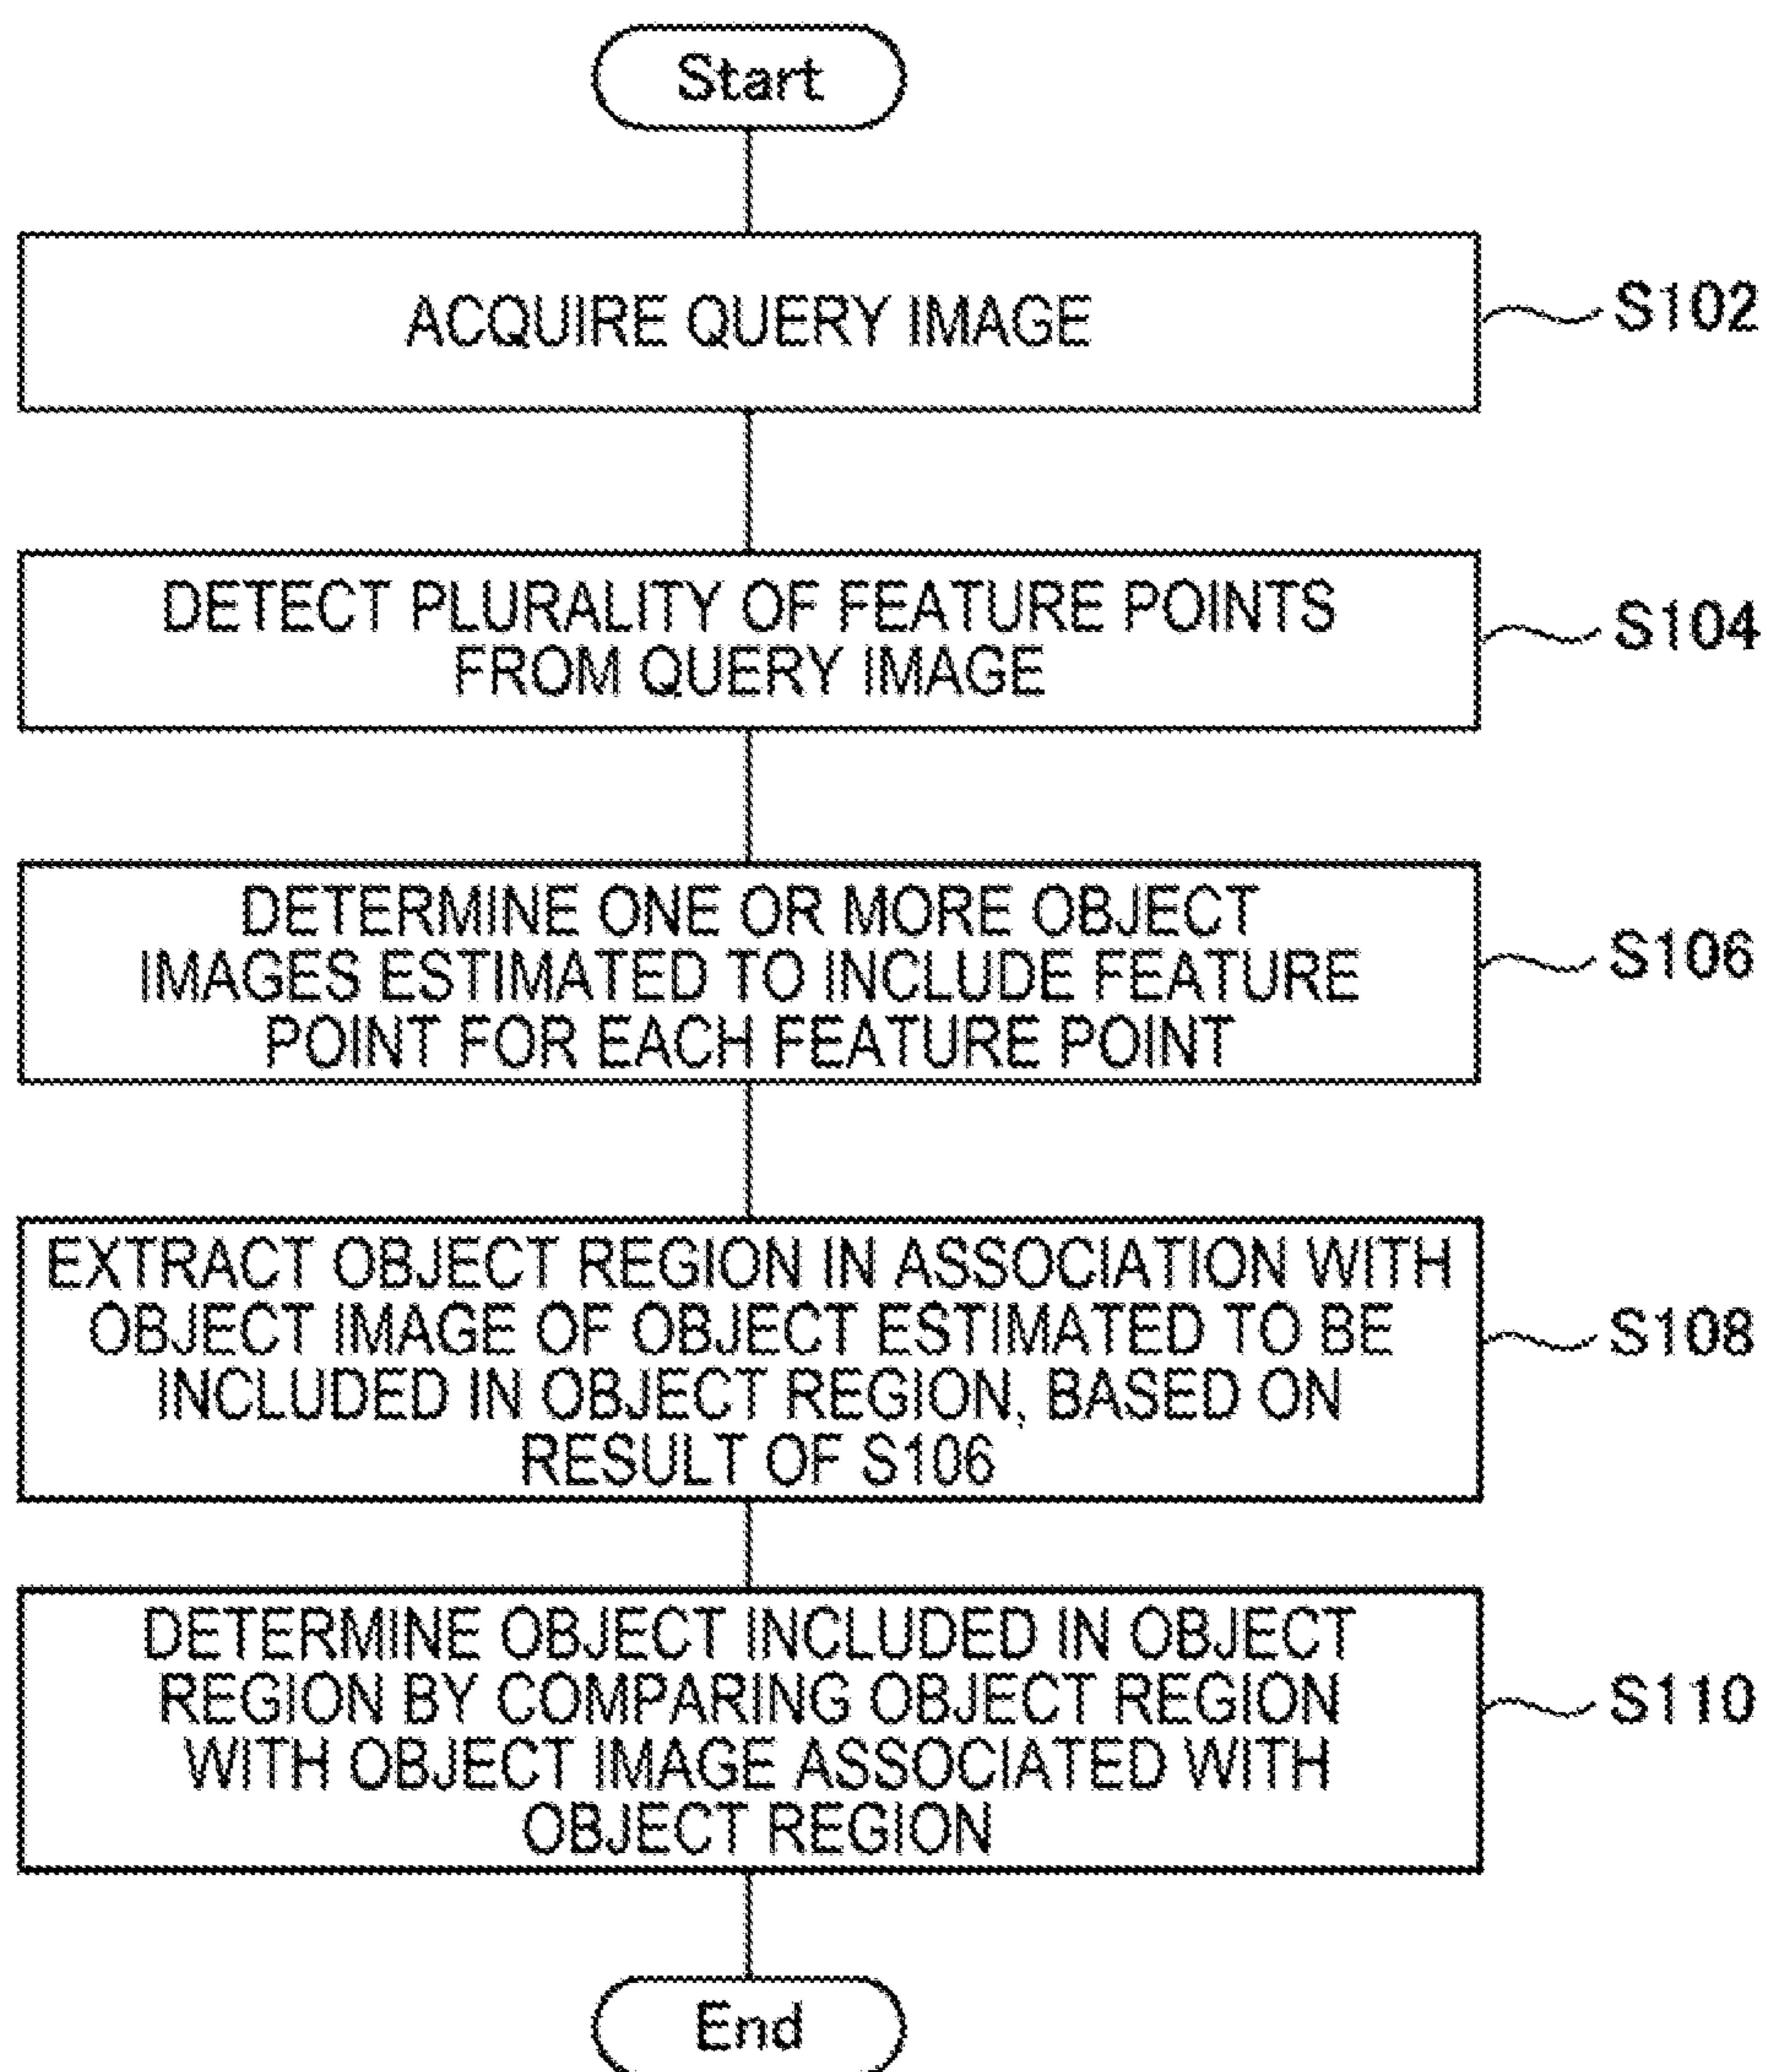 Start
ACQUIRE QUERY IMAGE
S102
DETECT PLURALITY OF FEATURE POINTS
FROM QUERY IMAGE
S104
DETERMINE ONE OR MORE OBJECT
IMAGES ESTIMATED TO INCLUDE FEATURE
POINT FOR EACH FEATURE POINT
S106
EXTRACT OBJECT REGION IN ASSOCIATION WITH
OBJECT IMAGE OF OBJECT ESTIMATED TO BE
INCLUDED IN OBJECT REGION, BASED ON
RESULT OF S106
S108
DETERMINE OBJECT INCLUDED IN OBJECT
REGION BY COMPARING OBJECT REGION
WITH OBJECT IMAGE ASSOCIATED WITH
OBJECT REGION
S110
End